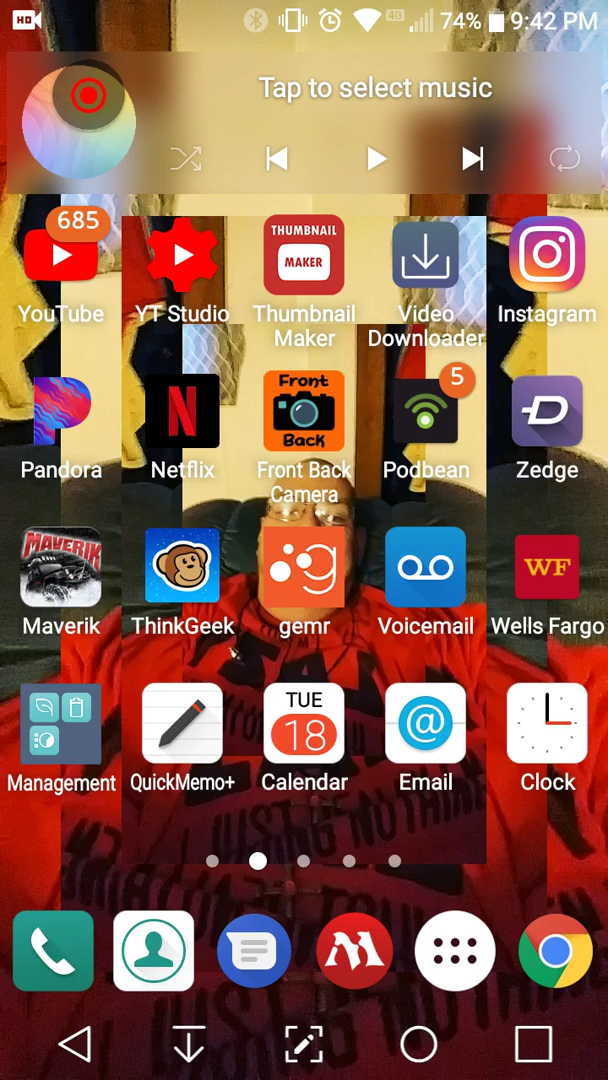 HD
4G
74%
9:42 PM
Tap to select music
685
THUMBNAIL
MAKER
YouTube
YT Studio
Thumbnail
Maker
Video
Downloader
Instagram
Front
Back
5
Pandora
Netflix
Front Back
Camera
Podbean
Zedge
MAVERIK
WF
Maverik
ThinkGeek
gemr
Voicemail
Wells Fargo
TUE
18
@
Management
QuickMemo+
Calendar
Email
Clock